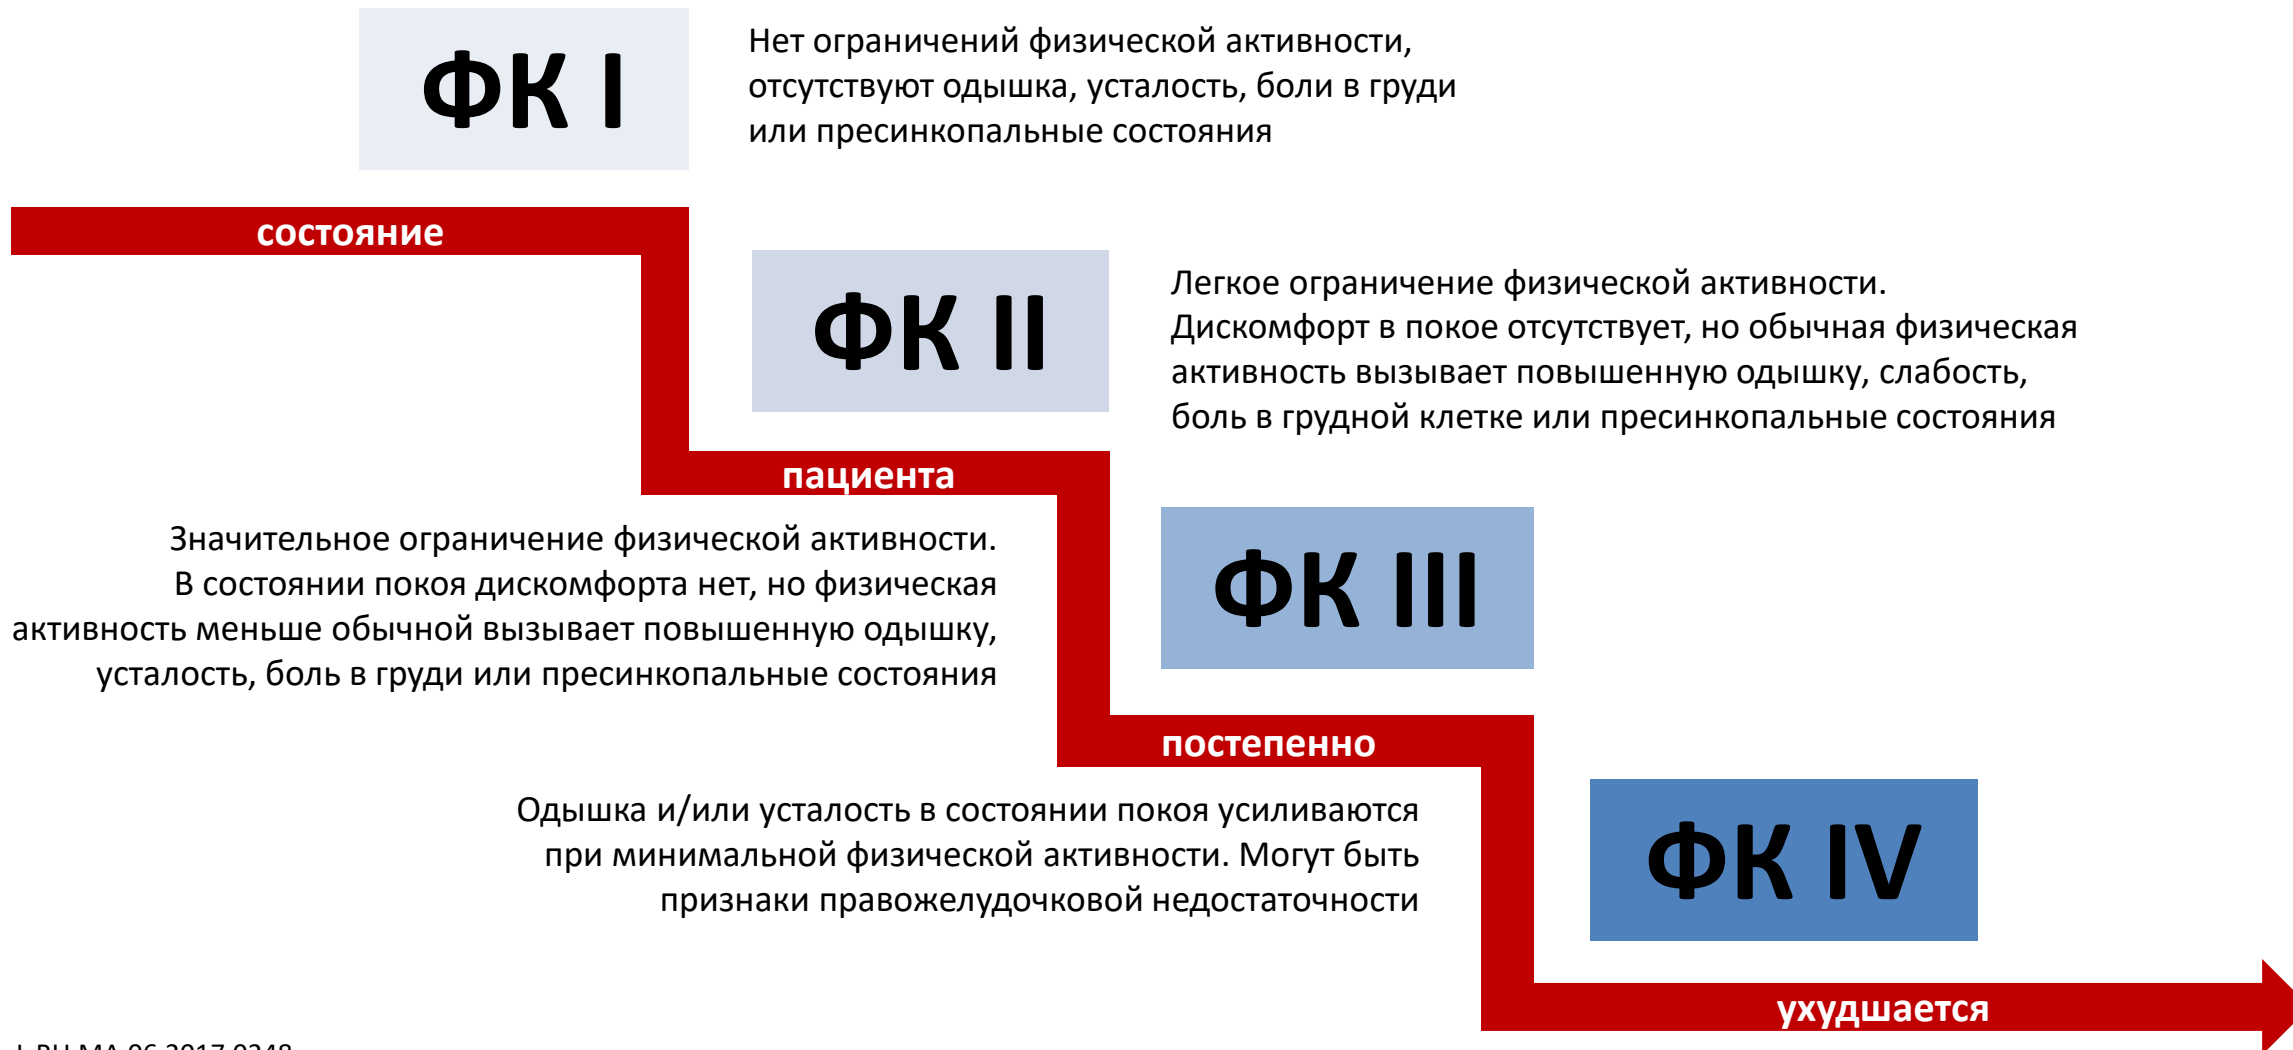 ФК I
Нет ограничений физической активности,
отсутствуют одышка, усталость, боли в груди
или пресинкопальные состояния
состояние
ФК II
Легкое ограничение физической активности.
Дискомфорт в покое отсутствует, но обычная физическая
активность вызывает повышенную одышку, слабость,
боль в грудной клетке или пресинкопальные состояния
пациента
ФК III
Значительное ограничение физической активности.
В состоянии покоя дискомфорта нет, но физическая
активность меньше обычной вызывает повышенную одышку,
усталость, боль в груди или пресинкопальные состояния
постепенно
ФК IV
Одышка и/или усталость в состоянии покоя усиливаются
при минимальной физической активности. Могут быть
признаки правожелудочковой недостаточности
ухудшается